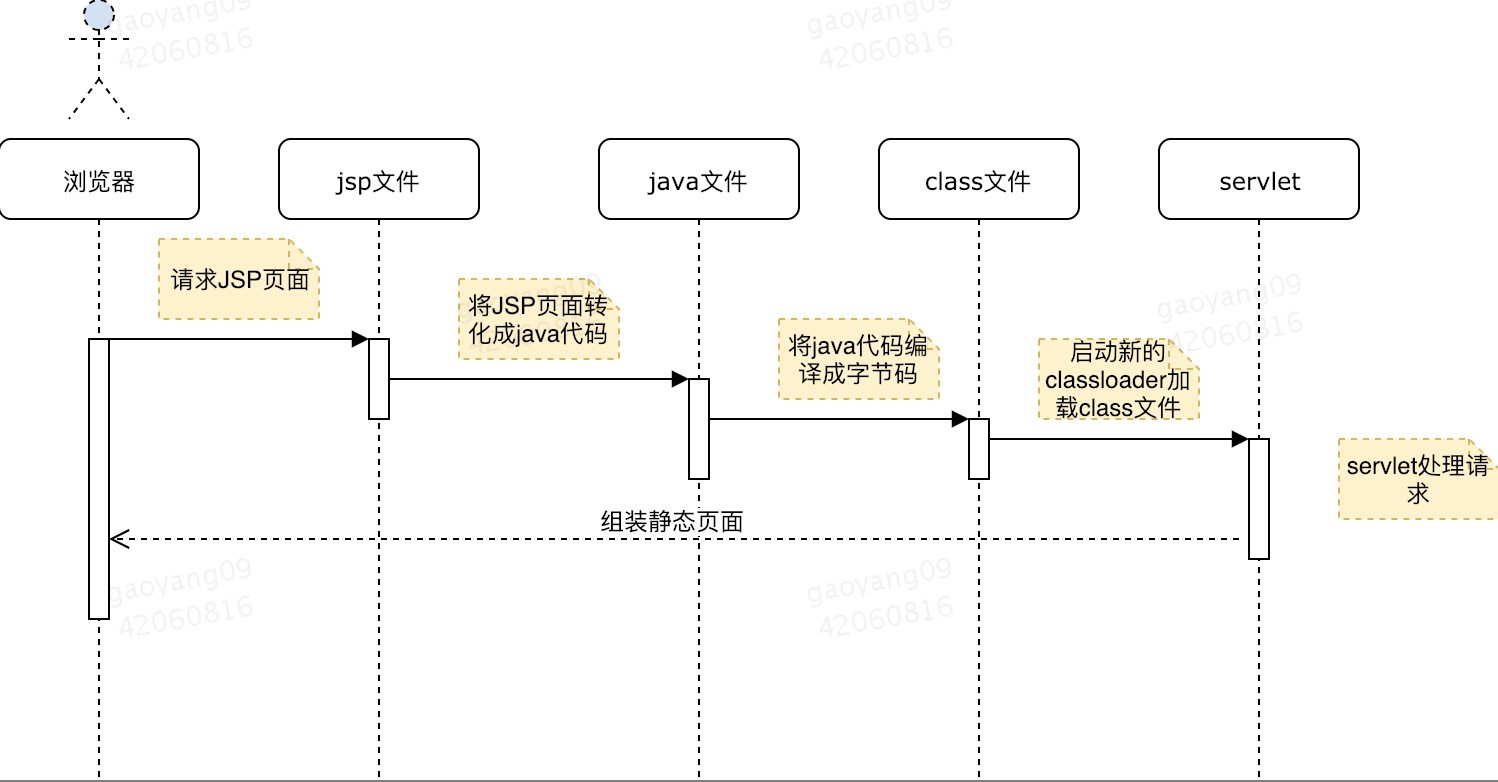 gaoyang09
42060816
gaoyang09
42060816
浏览器
jsp文件
java文件
class文件
servlet
请求JSP页面
将JSP页面转
化成java代码
将java代码编
译成字节码
启动新的
classloader加
载class文件
gaoyang09
42060816
servlet处理请
求
组装静态页面
gaoyang09
42060816
gaoyang09
42060816